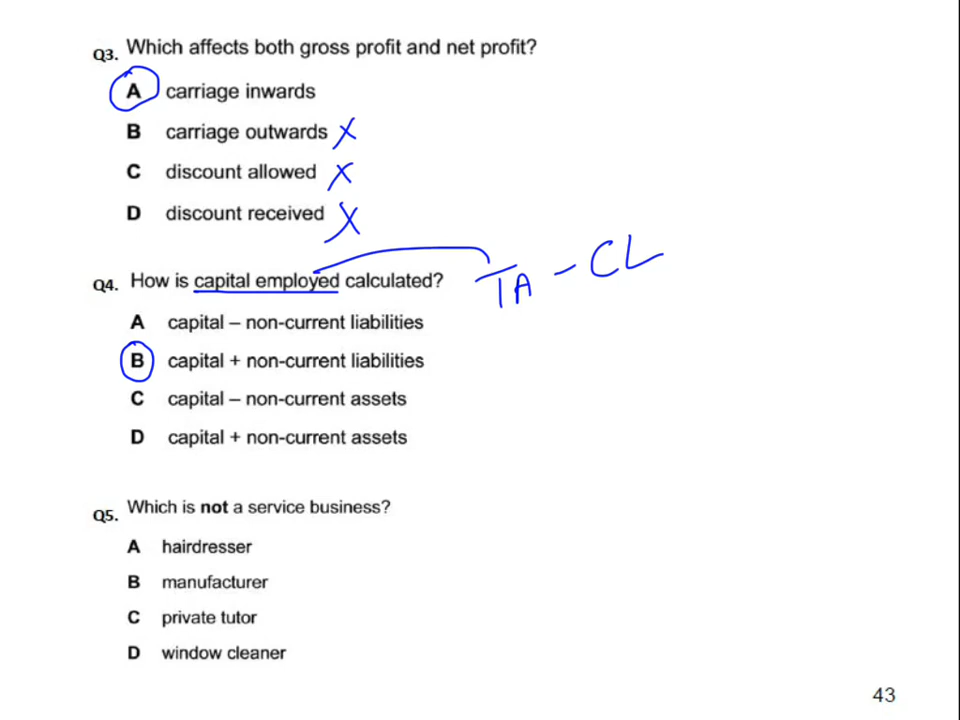 Q3. Which affects both gross profit and net profit?
A carriage inwards
B carriage outwards X
C discount allowed X
D discount received X
Q4. How is capital employed calculated? TA – CL
A capital – non-current liabilities
B capital + non-current liabilities
C capital – non-current assets
D capital + non-current assets
Q5. Which is not a service business?
A hairdresser
B manufacturer
C private tutor
D window cleaner
43